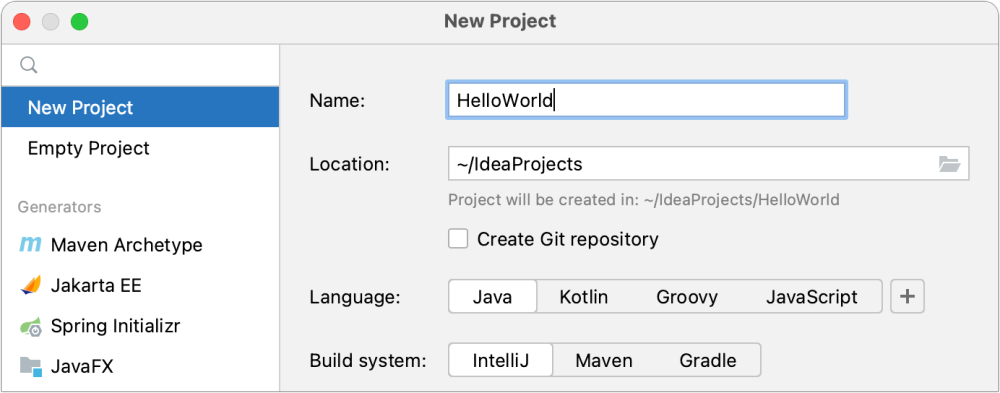 New Project
New Project
Empty Project
Generators
Maven Archetype
Jakarta EE
Spring Initializr
JavaFX
Name: HelloWorld
Location: ~/IdeaProjects
Project will be created in: ~/IdeaProjects/HelloWorld
Create Git repository
Language: Java Kotlin Groovy JavaScript +
Build system: IntelliJ Maven Gradle